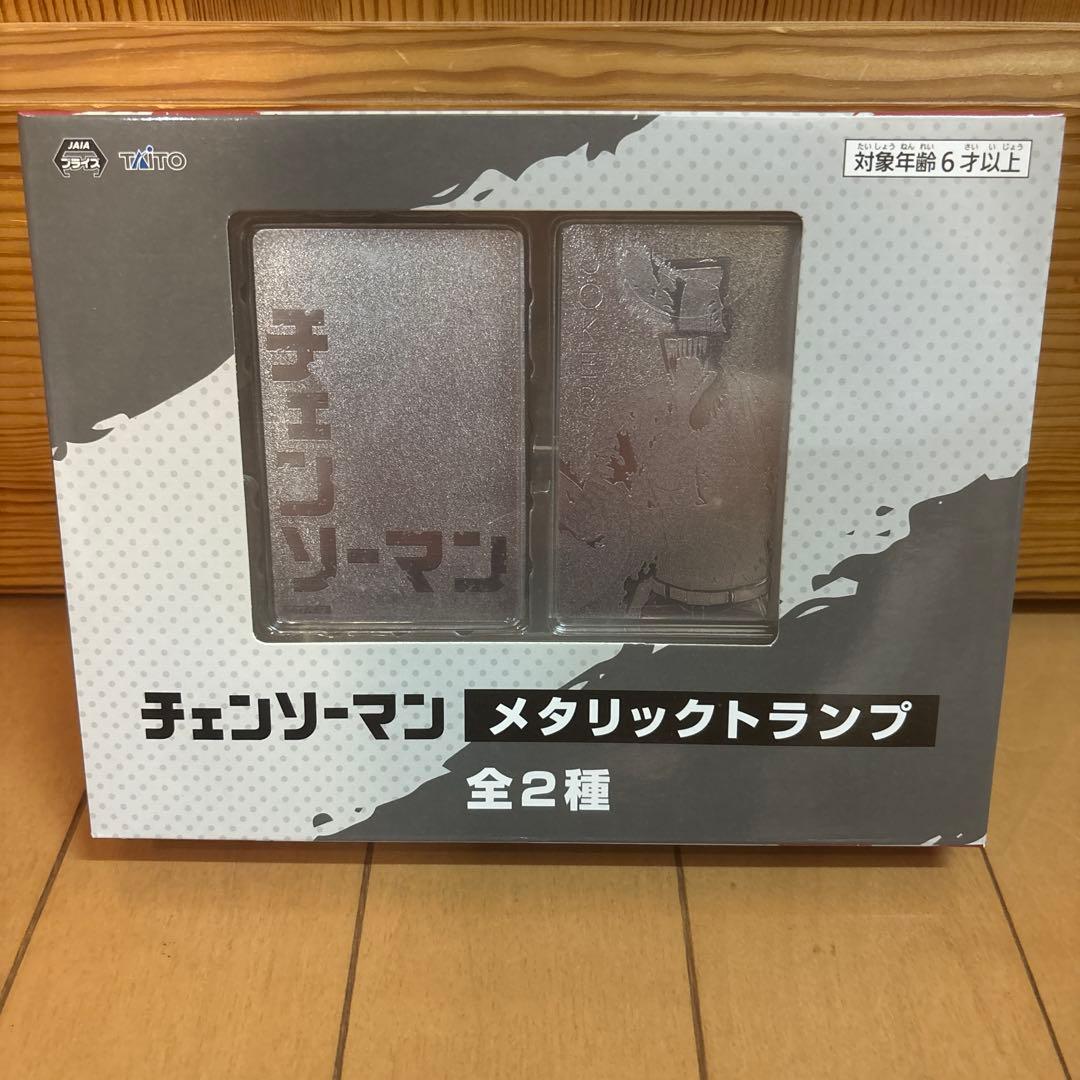 JAIA
プライズ
TAITO
たいしょうねんれい さい いじょう
対象年齢6才以上
チェンソーマン
チェンソーマン メタリックトランプ
全2種